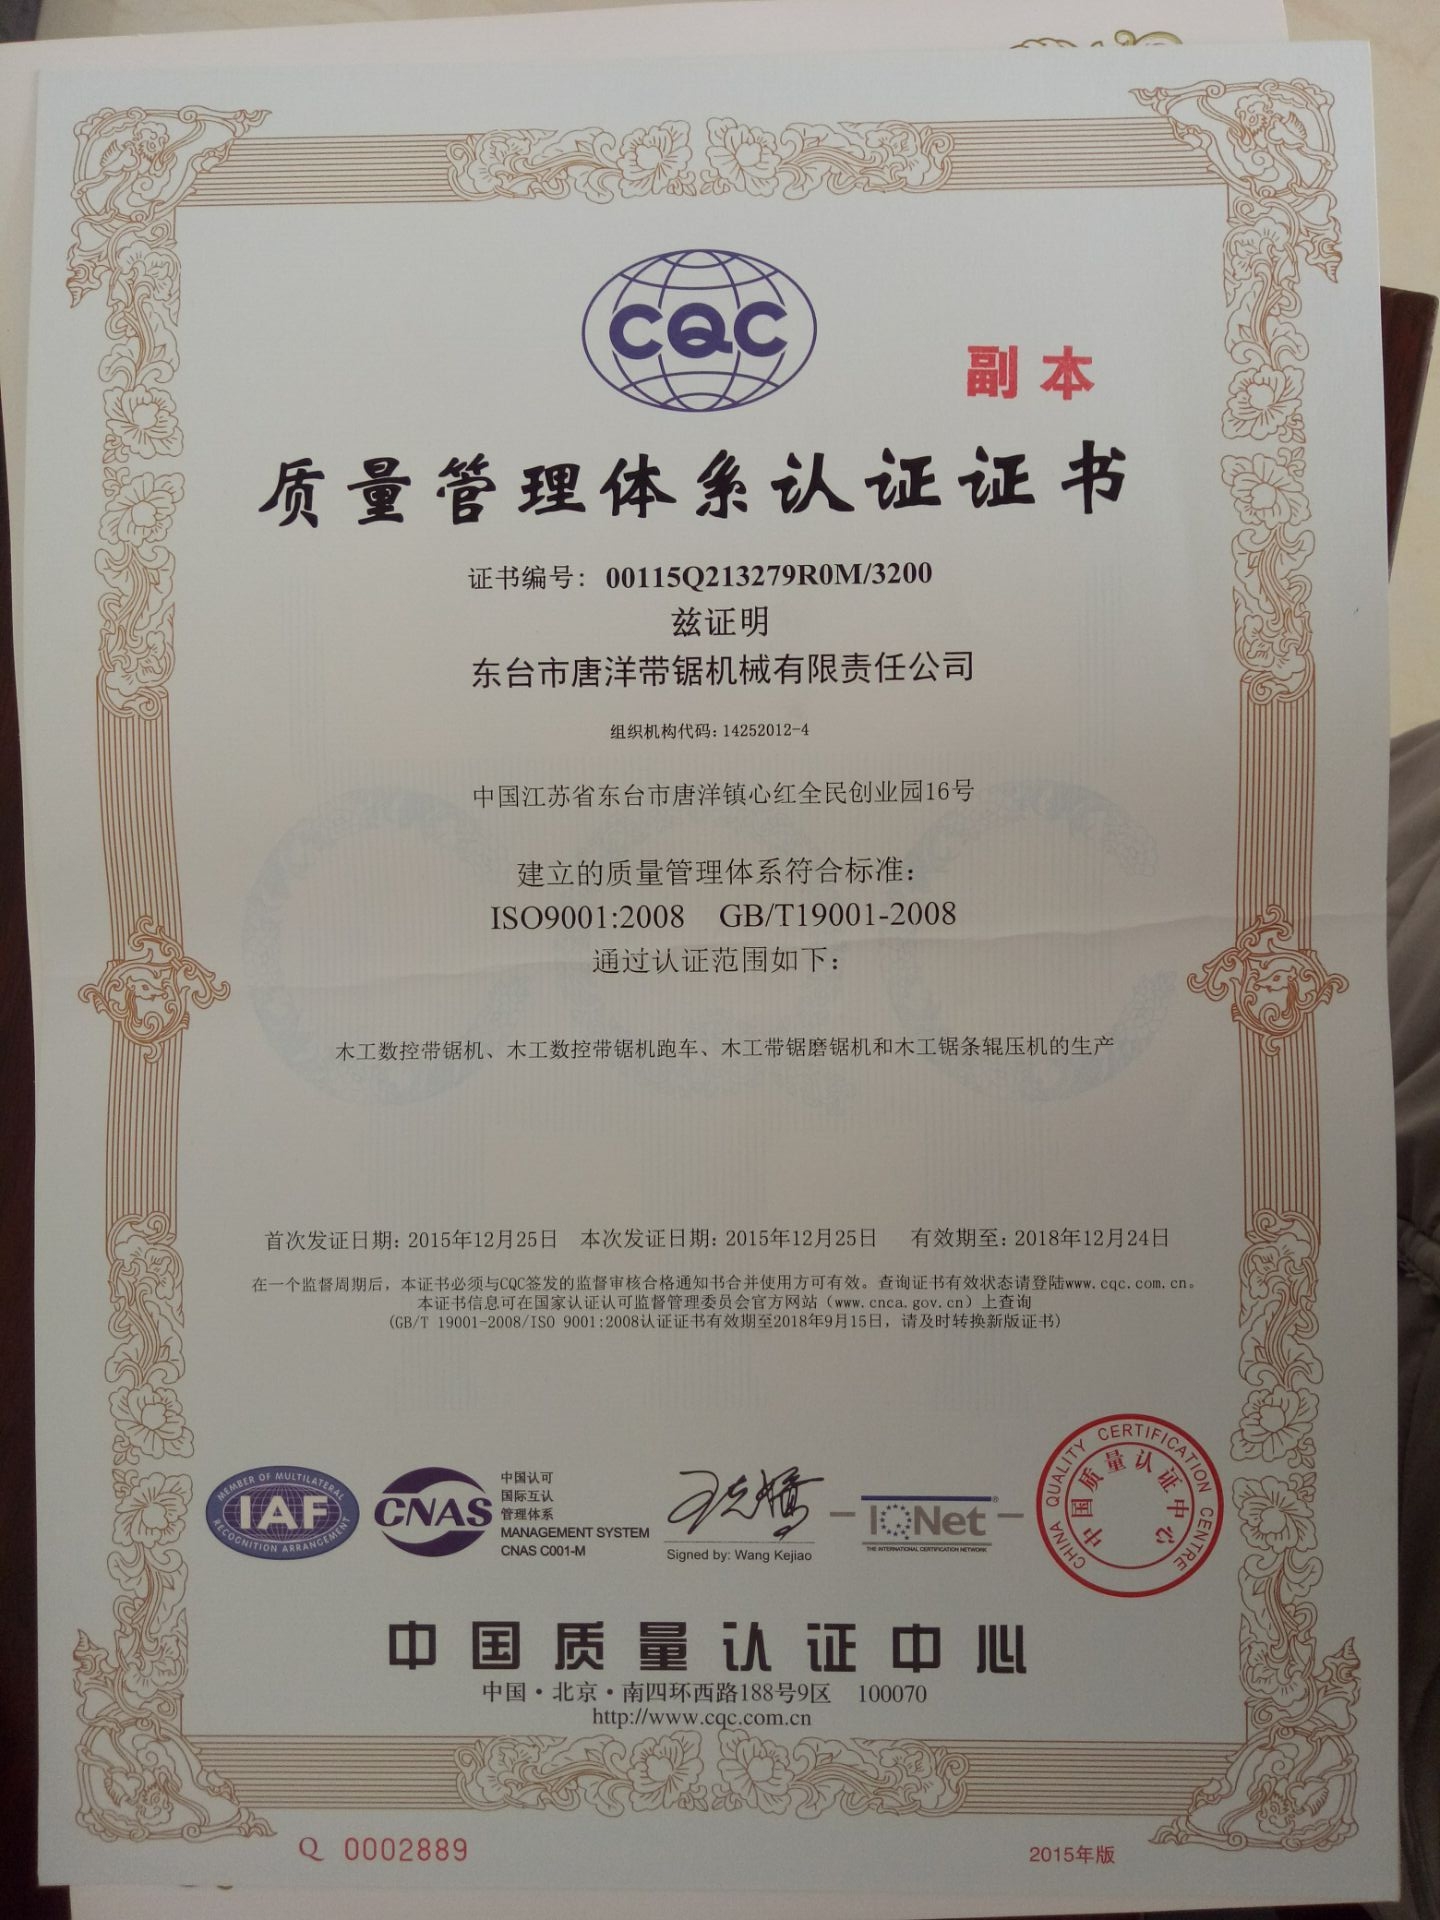 CQC
副本
质量管理体系认证证书
证书编号: 00115Q213279R0M/3200
兹证明
东台市唐洋带锯机械有限责任公司
组织机构代码: 14252012-4
中国江苏省东台市唐洋镇心红全民创业园16号
建立的质量管理体系符合标准:
ISO9001:2008 GB/T19001-2008
通过认证范围如下:
木工数控带锯机、木工数控带锯机跑车、木工带锯磨锯机和木工锯条辊压机的生产
首次发证日期: 2015年12月25日 本次发证日期: 2015年12月25日 有效期至: 2018年12月24日
在一个监督周期后，本证书必须与CQC签发的监督审核合格通知书合并使用方可有效。查询证书有效状态请登陆www.cqc.com.cn。
本证书信息可在国家认证认可监督管理委员会官方网站（www.cnca.gov.cn）上查询
(GB/T 19001-2008/ISO 9001:2008认证证书有效期至2018年9月15日，请及时转换新版证书)
MEMBER OF MULTILATERAL
IAF
RECOGNITION ARRANGEMENT
CNAS
中国认可
国际互认
管理体系
MANAGEMENT SYSTEM
CNAS C001-M
王克娇
Signed by: Wang Kejiao
IQNet
THE INTERNATIONAL CERTIFICATION NETWORK
CHINA QUALITY CERTIFICATION CENTRE
中国质量认证中心
中国质量认证中心
中国·北京·南四环西路188号9区 100070
http://www.cqc.com.cn
Q 0002889
2015年版